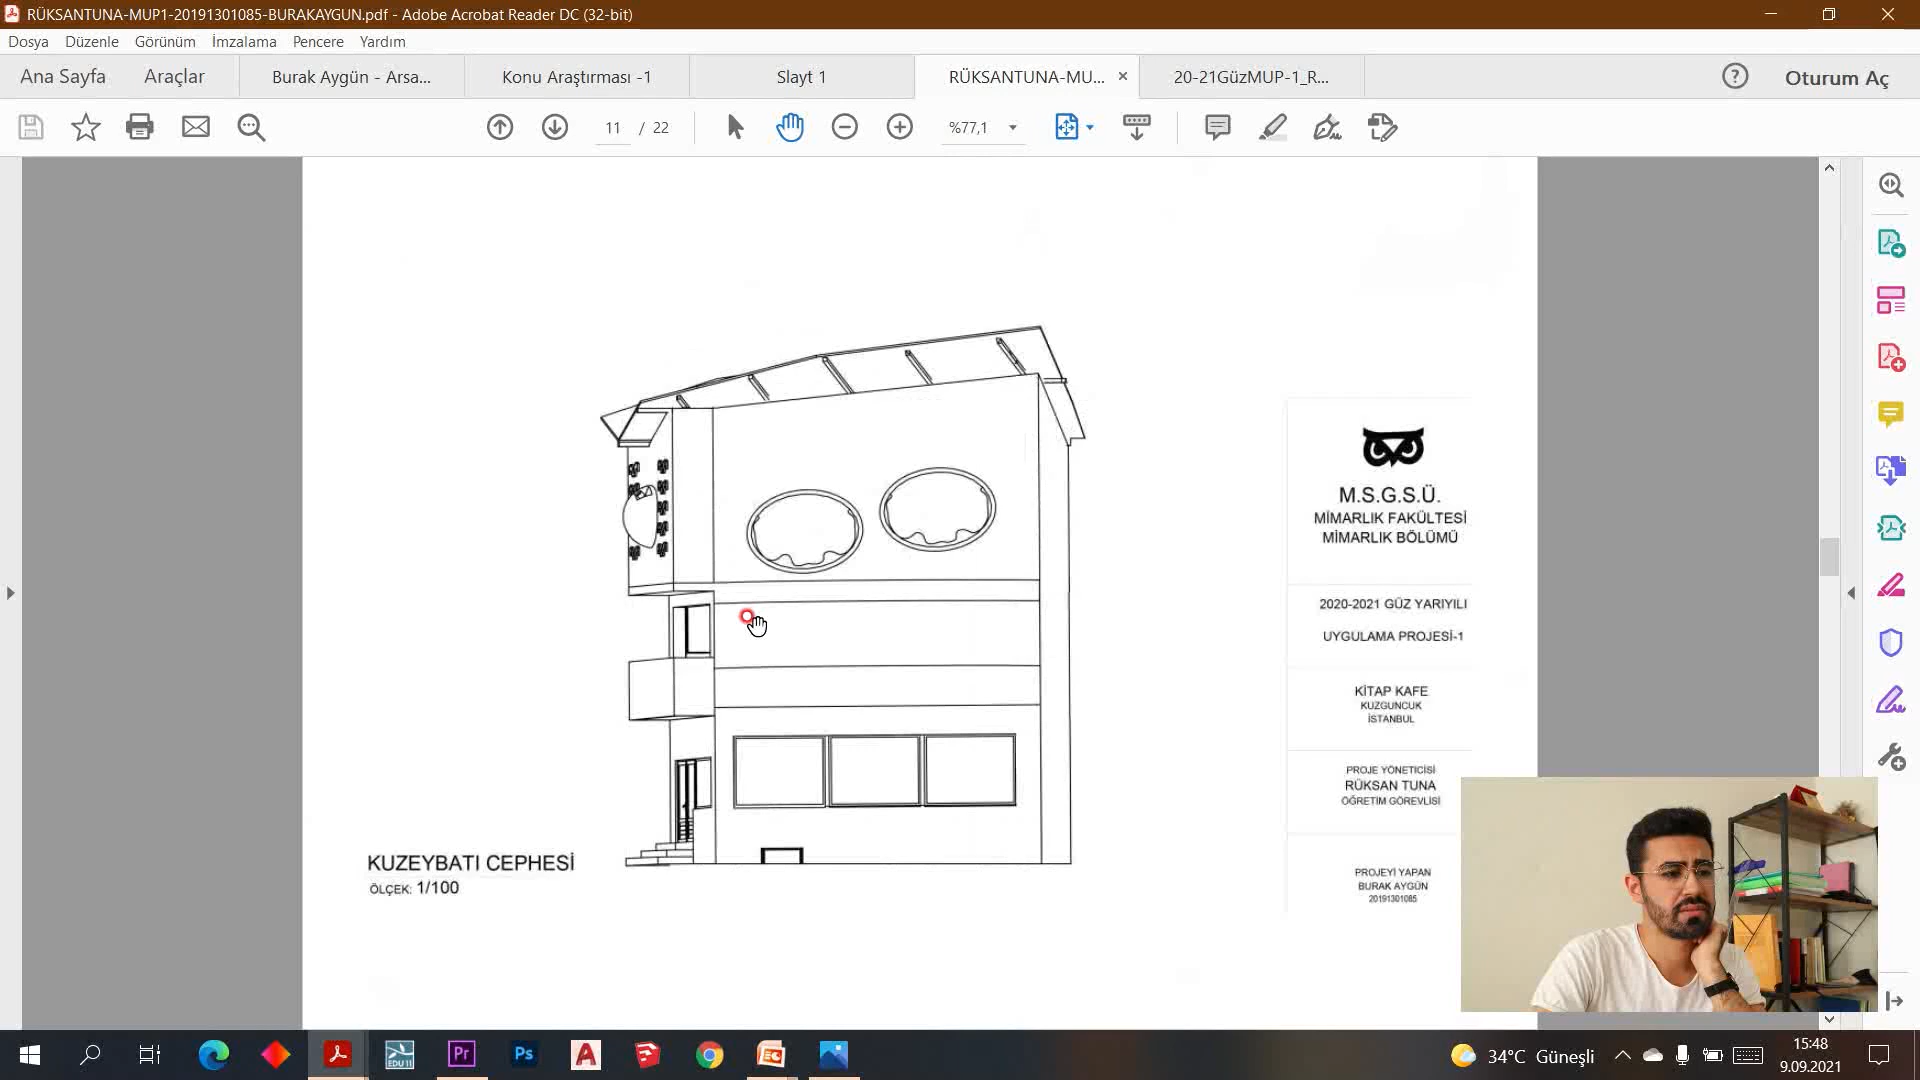 RÜKSANTUNA-MUP1-20191301085-BURAKAYGUN.pdf - Adobe Acrobat Reader DC (32-bit)
Dosya Düzenle Görünüm İmzalama Pencere Yardım
Ana Sayfa Araçlar Burak Aygün - Arsa... Konu Araştırması -1 Slayt 1 RÜKSANTUNA-MU... 20-21GüzMUP-1_R... Oturum Aç
11 / 22 %77,1
M.S.G.S.Ü.
MİMARLIK FAKÜLTESİ
MİMARLIK BÖLÜMÜ
2020-2021 GÜZ YARIYILI
UYGULAMA PROJESİ-1
KİTAP KAFE
KUZGUNCUK
İSTANBUL
PROJE YÖNETİCİSİ
RÜKSAN TUNA
ÖĞRETİM GÖREVLİSİ
PROJEYİ YAPAN
BURAK AYGÜN
20191301085
KUZEYBATI CEPHESİ
ÖLÇEK: 1/100
EDU 11
Pr
Ps
34°C Güneşli
15:48
9.09.2021